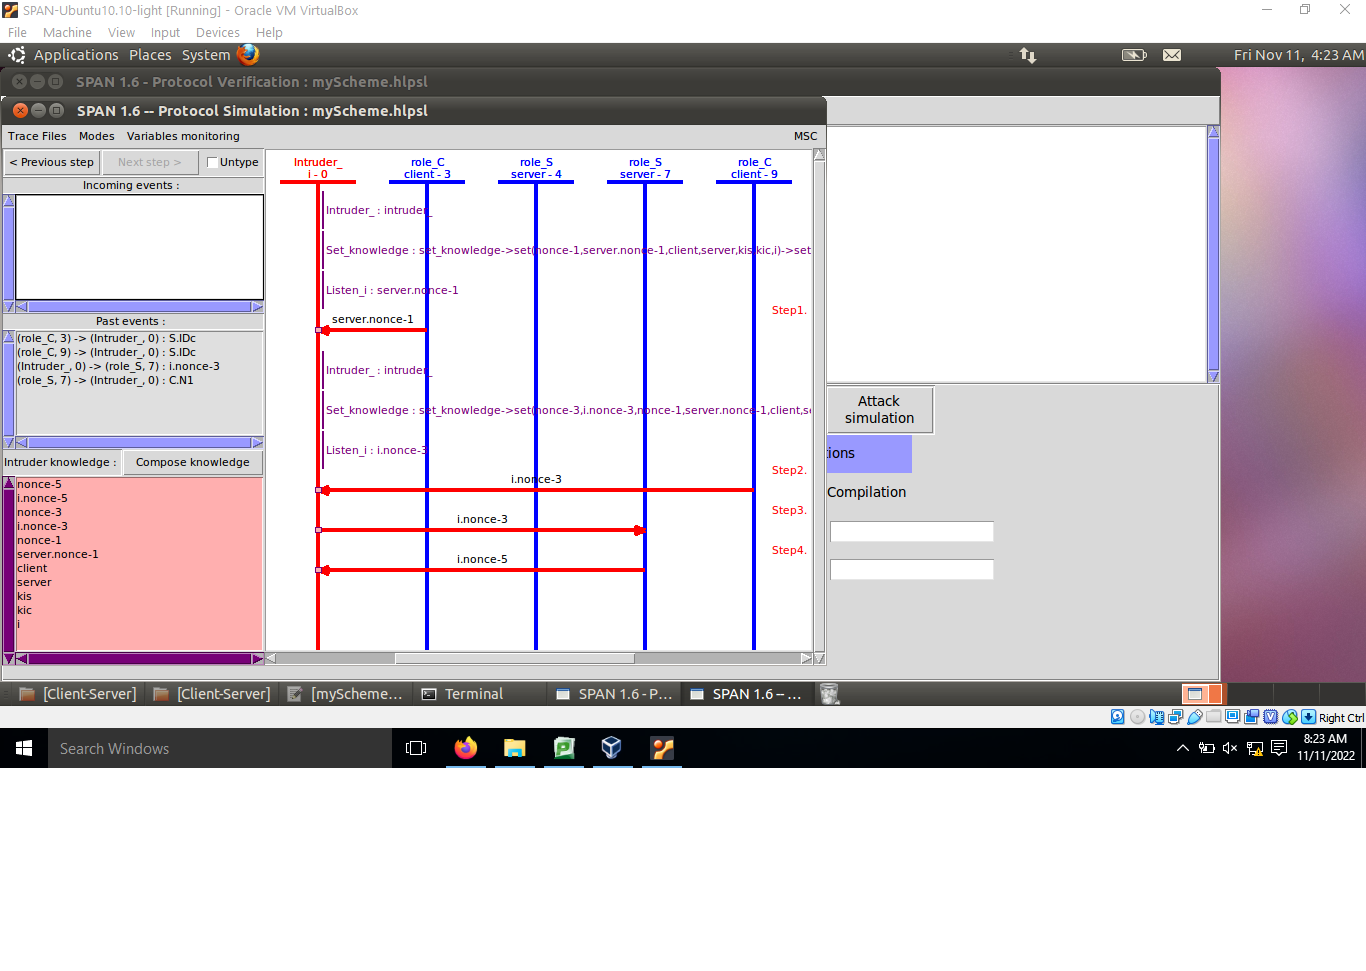 SPAN-Ubuntu10.10-light [Running] - Oracle VM VirtualBox
File Machine View Input Devices Help
Applications Places System
Fri Nov 11, 4:23 AM
SPAN 1.6 - Protocol Verification : myScheme.hlpsl
SPAN 1.6 -- Protocol Simulation : myScheme.hlpsl
Trace Files Modes Variables monitoring
MSC
< Previous step
Next step >
Untype
Incoming events :
Past events :
(role_C, 3) -> (Intruder_, 0) : S.IDc
(role_C, 9) -> (Intruder_, 0) : S.IDc
(Intruder_, 0) -> (role_S, 7) : i.nonce-3
(role_S, 7) -> (Intruder_, 0) : C.N1
Intruder knowledge :
Compose knowledge
nonce-5
i.nonce-5
nonce-3
i.nonce-3
nonce-1
server.nonce-1
client
server
kis
kic
i
Intruder_
i - 0
role_C
client - 3
role_S
server - 4
role_S
server - 7
role_C
client - 9
Intruder_ : intruder_
Set_knowledge : set_knowledge->set(nonce-1,server.nonce-1,client,server,kis,kic,i)->set
Listen_i : server.nonce-1
Step1.
server.nonce-1
Intruder_ : intruder_
Set_knowledge : set_knowledge->set(nonce-3,i.nonce-3,nonce-1,server.nonce-1,client,se
Listen_i : i.nonce-3
Step2.
i.nonce-3
Step3.
i.nonce-3
Step4.
i.nonce-5
Attack
simulation
ions
Compilation
[Client-Server]
[Client-Server]
[myScheme...
Terminal
SPAN 1.6 - P...
SPAN 1.6 -- ...
Right Ctrl
Search Windows
8:23 AM
11/11/2022